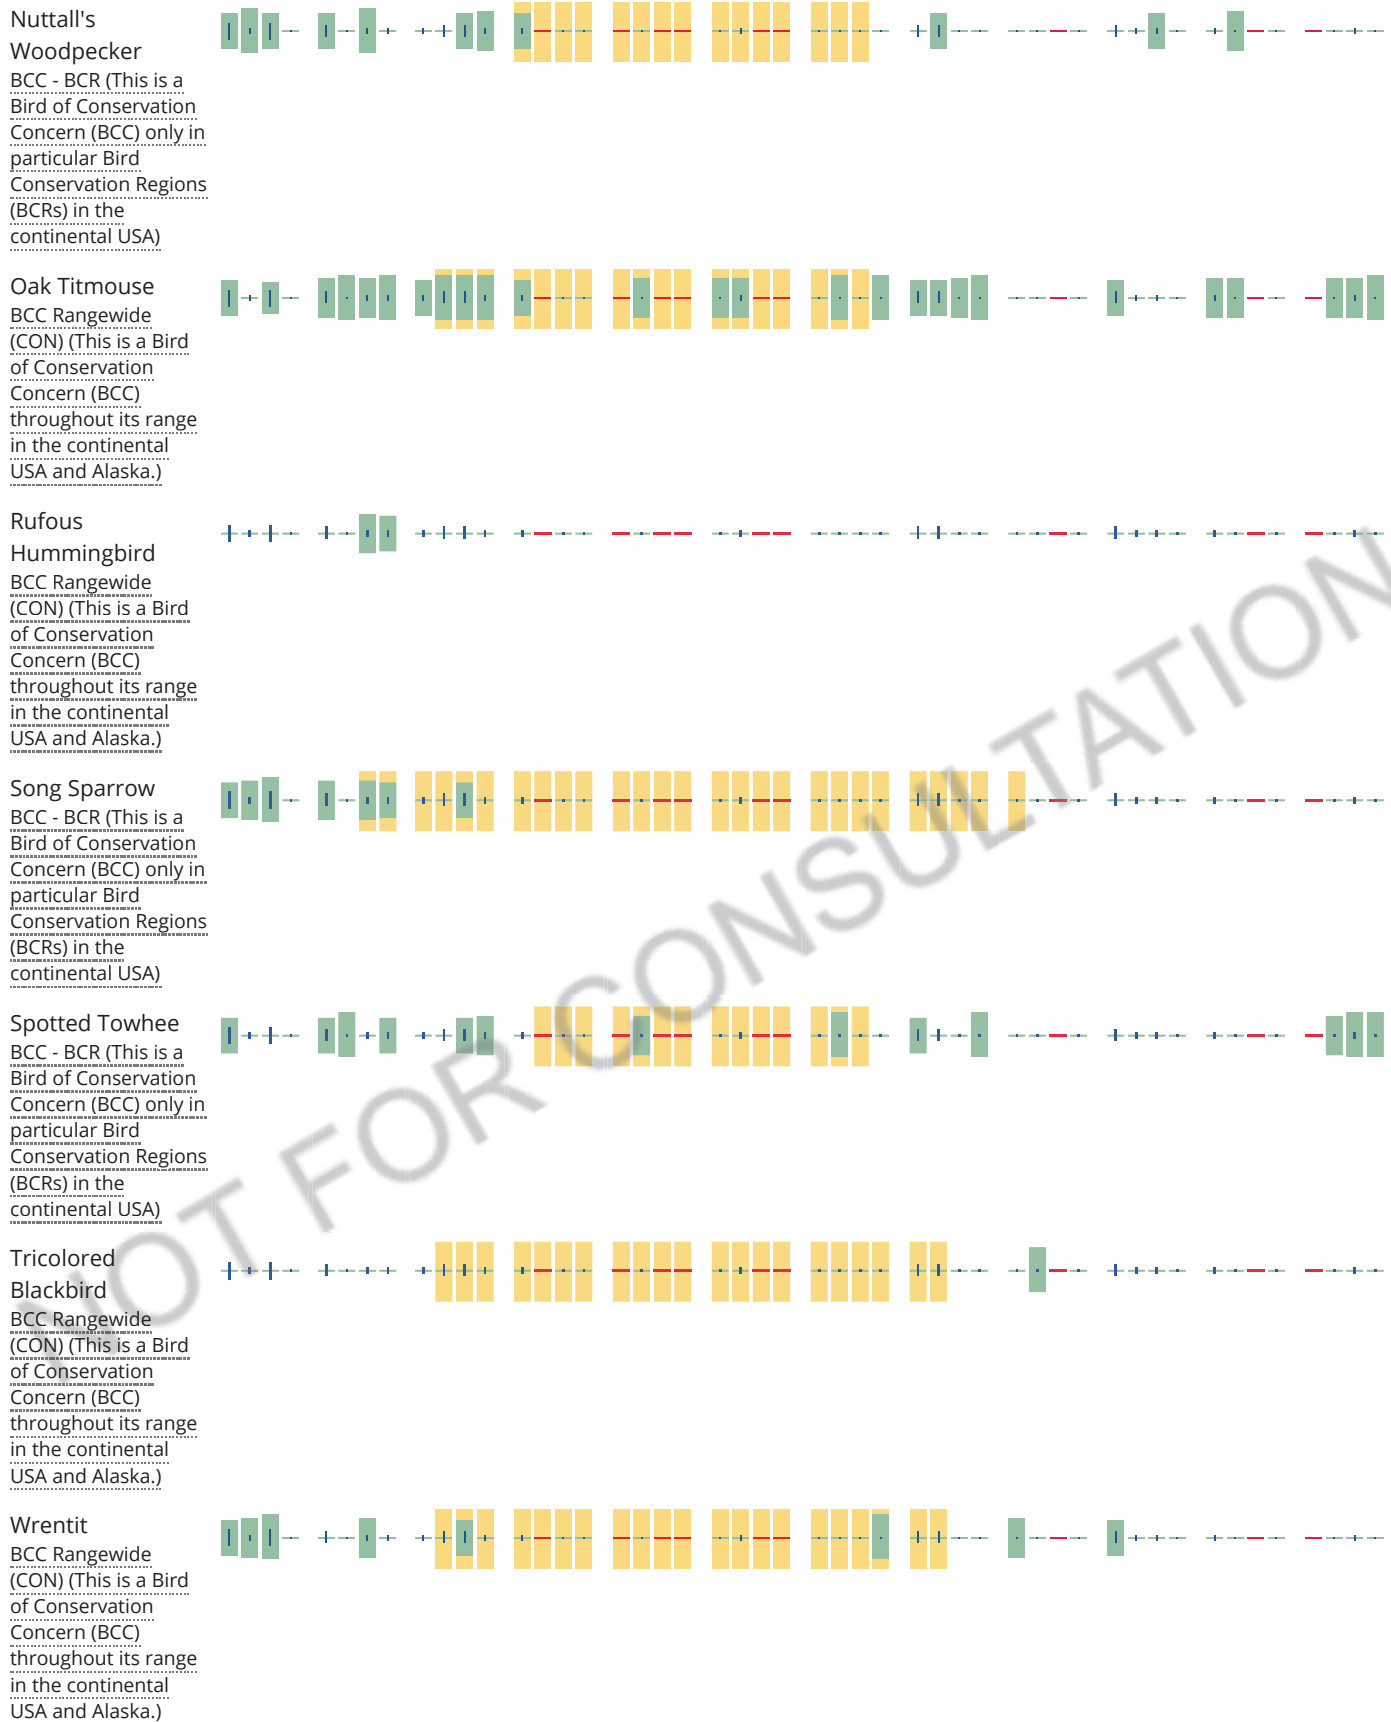 Nuttall's
Woodpecker
BCC - BCR (This is a
Bird of Conservation
Concern (BCC) only in
particular Bird
Conservation Regions
(BCRs) in the
continental USA)
Oak Titmouse
BCC Rangewide
(CON) (This is a Bird
of Conservation
Concern (BCC)
throughout its range
in the continental
USA and Alaska.)
Rufous
Hummingbird
BCC Rangewide
(CON) (This is a Bird
of Conservation
Concern (BCC)
throughout its range
in the continental
USA and Alaska.)
Song Sparrow
BCC - BCR (This is a
Bird of Conservation
Concern (BCC) only in
particular Bird
Conservation Regions
(BCRs) in the
continental USA)
Spotted Towhee
BCC - BCR (This is a
Bird of Conservation
Concern (BCC) only in
particular Bird
Conservation Regions
(BCRs) in the
continental USA)
Tricolored
Blackbird
BCC Rangewide
(CON) (This is a Bird
of Conservation
Concern (BCC)
throughout its range
in the continental
USA and Alaska.)
Wrentit
BCC Rangewide
(CON) (This is a Bird
of Conservation
Concern (BCC)
throughout its range
in the continental
USA and Alaska.)
NOT FOR CONSULTATION